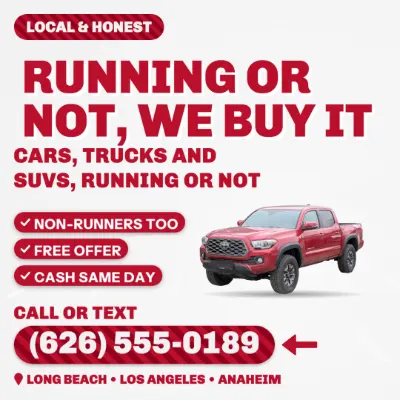 LOCAL & HONEST
RUNNING OR
NOT, WE BUY IT
CARS, TRUCKS AND
SUVS, RUNNING OR NOT
NON-RUNNERS TOO
FREE OFFER
CASH SAME DAY
CALL OR TEXT
(626) 555-0189
LONG BEACH • LOS ANGELES • ANAHEIM